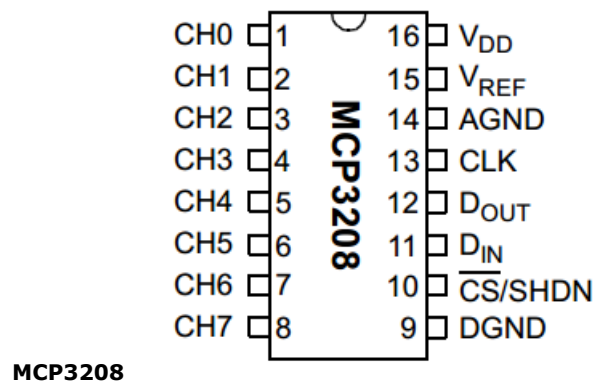 CH0 1 16 VDD
CH1 2 15 VREF
CH2 3 14 AGND
CH3 4 13 CLK
CH4 5 12 DOUT
CH5 6 11 DIN
CH6 7 10 C̅S̅/SHDN
CH7 8 9 DGND
MCP3208
MCP3208